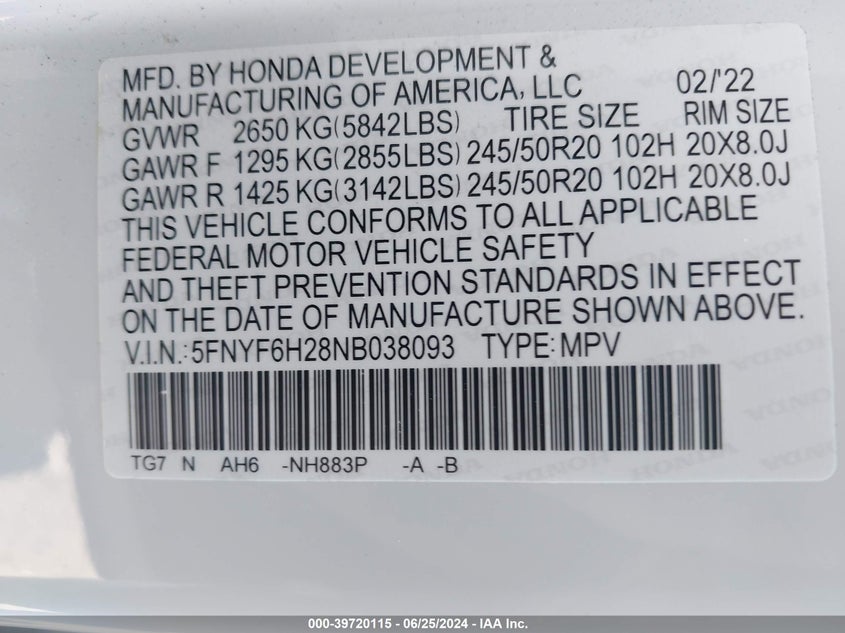 MFD. BY HONDA DEVELOPMENT &
MANUFACTURING OF AMERICA, LLC 02/'22
GVWR 2650 KG(5842LBS) TIRE SIZE RIM SIZE
GAWR F 1295 KG(2855LBS) 245/50R20 102H 20X8.0J
GAWR R 1425 KG(3142LBS) 245/50R20 102H 20X8.0J
THIS VEHICLE CONFORMS TO ALL APPLICABLE
FEDERAL MOTOR VEHICLE SAFETY
AND THEFT PREVENTION STANDARDS IN EFFECT
ON THE DATE OF MANUFACTURE SHOWN ABOVE.
V.I.N.:5FNYF6H28NB038093 TYPE:MPV
TG7 N AH6 -NH883P -A -B
000-39720115 - 06/25/2024 - IAA Inc.